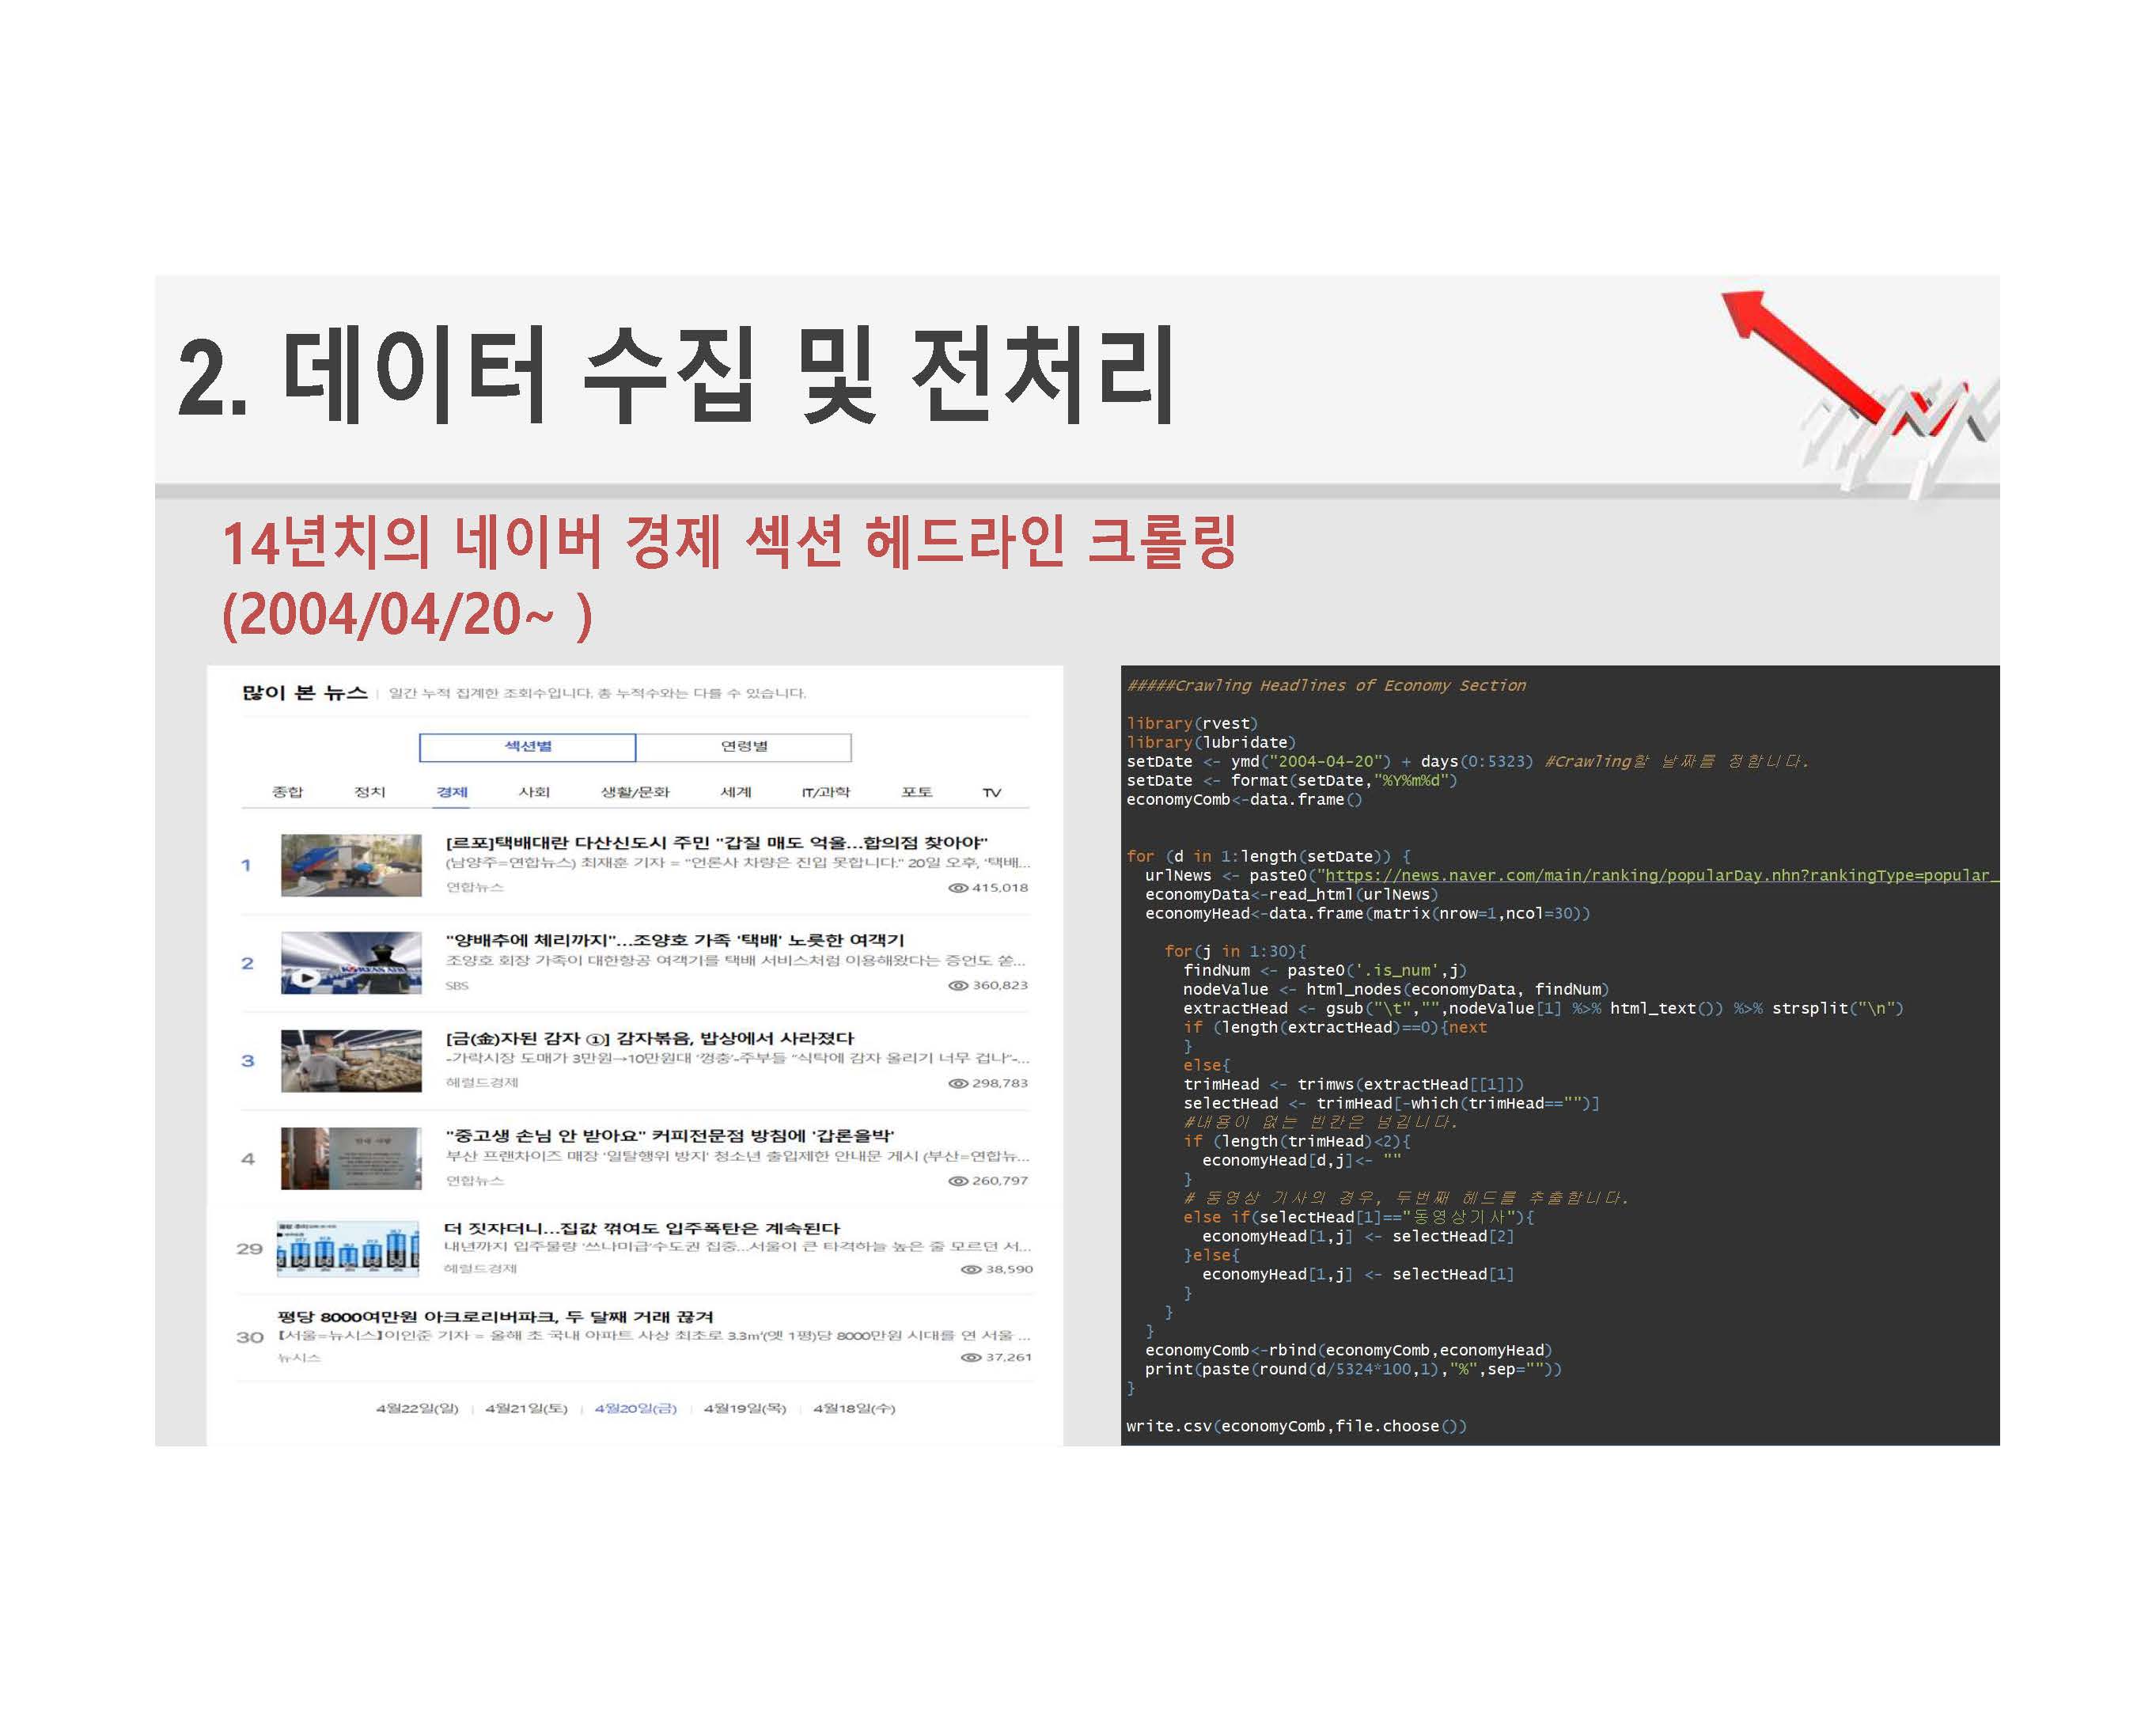 2. 데이터 수집 및 전처리
14년치의 네이버 경제 섹션 헤드라인 크롤링
(2004/04/20~ )
많이 본 뉴스 | 일간 누적 집계한 조회수입니다. 총 누적수와는 다를 수 있습니다.
섹션별 연령별
종합 정치 경제 사회 생활/문화 세계 IT/과학 포토 TV
1
[르포]택배대란 다산신도시 주민 "갑질 매도 억울...합의점 찾아야"
(남양주=연합뉴스) 최재훈 기자 = "언론사 차량은 진입 못합니다." 20일 오후, '택배...
연합뉴스 415,018
2
KOREAN AIR
"양배추에 체리까지"...조양호 가족 '택배' 노릇한 여객기
조양호 회장 가족이 대한항공 여객기를 택배 서비스처럼 이용해왔다는 증언도 쏟...
SBS 360,823
3
[금(金)자된 감자 ①] 감자볶음, 밥상에서 사라졌다
-가락시장 도매가 3만원→10만원대 '껑충'-주부들 "식탁에 감자 올리기 너무 겁나"-...
헤럴드경제 298,783
4
"중고생 손님 안 받아요" 커피전문점 방침에 '갑론을박'
부산 프랜차이즈 매장 '일탈행위 방지' 청소년 출입제한 안내문 게시 (부산=연합뉴...
연합뉴스 260,797
29
더 짓자더니...집값 꺾여도 입주폭탄은 계속된다
내년까지 입주물량 '쓰나미급'수도권 집중...서울이 큰 타격하늘 높은 줄 모르던 서...
헤럴드경제 38,590
30
평당 8000여만원 아크로리버파크, 두 달째 거래 끊겨
【서울=뉴시스】이인준 기자 = 올해 초 국내 아파트 사상 최초로 3.3㎡(옛 1평)당 8000만원 시대를 연 서울 ...
뉴시스 37,261
4월22일(일) | 4월21일(토) | 4월20일(금) | 4월19일(목) | 4월18일(수)
#####Crawling Headlines of Economy Section
library(rvest)
library(lubridate)
setDate <- ymd("2004-04-20") + days(0:5323) #Crawling할 날짜를 정합니다.
setDate <- format(setDate,"%Y%m%d")
economyComb<-data.frame()
for (d in 1:length(setDate)) {
urlNews <- paste0("https://news.naver.com/main/ranking/popularDay.nhn?rankingType=popular_
economyData<-read_html(urlNews)
economyHead<-data.frame(matrix(nrow=1,ncol=30))
for(j in 1:30){
findNum <- paste0('.is_num',j)
nodeValue <- html_nodes(economyData, findNum)
extractHead <- gsub("\t","",nodeValue[1] %>% html_text()) %>% strsplit("\n")
if (length(extractHead)==0){next
}
else{
trimHead <- trimws(extractHead[[1]])
selectHead <- trimHead[-which(trimHead=="")]
#내용이 없는 빈칸은 넘깁니다.
if (length(trimHead)<2){
economyHead[d,j]<- ""
}
# 동영상 기사의 경우, 두번째 헤드를 추출합니다.
else if(selectHead[1]=="동영상기사"){
economyHead[1,j] <- selectHead[2]
}else{
economyHead[1,j] <- selectHead[1]
}
}
}
economyComb<-rbind(economyComb,economyHead)
print(paste(round(d/5324*100,1),"%",sep=""))
}
write.csv(economyComb,file.choose())